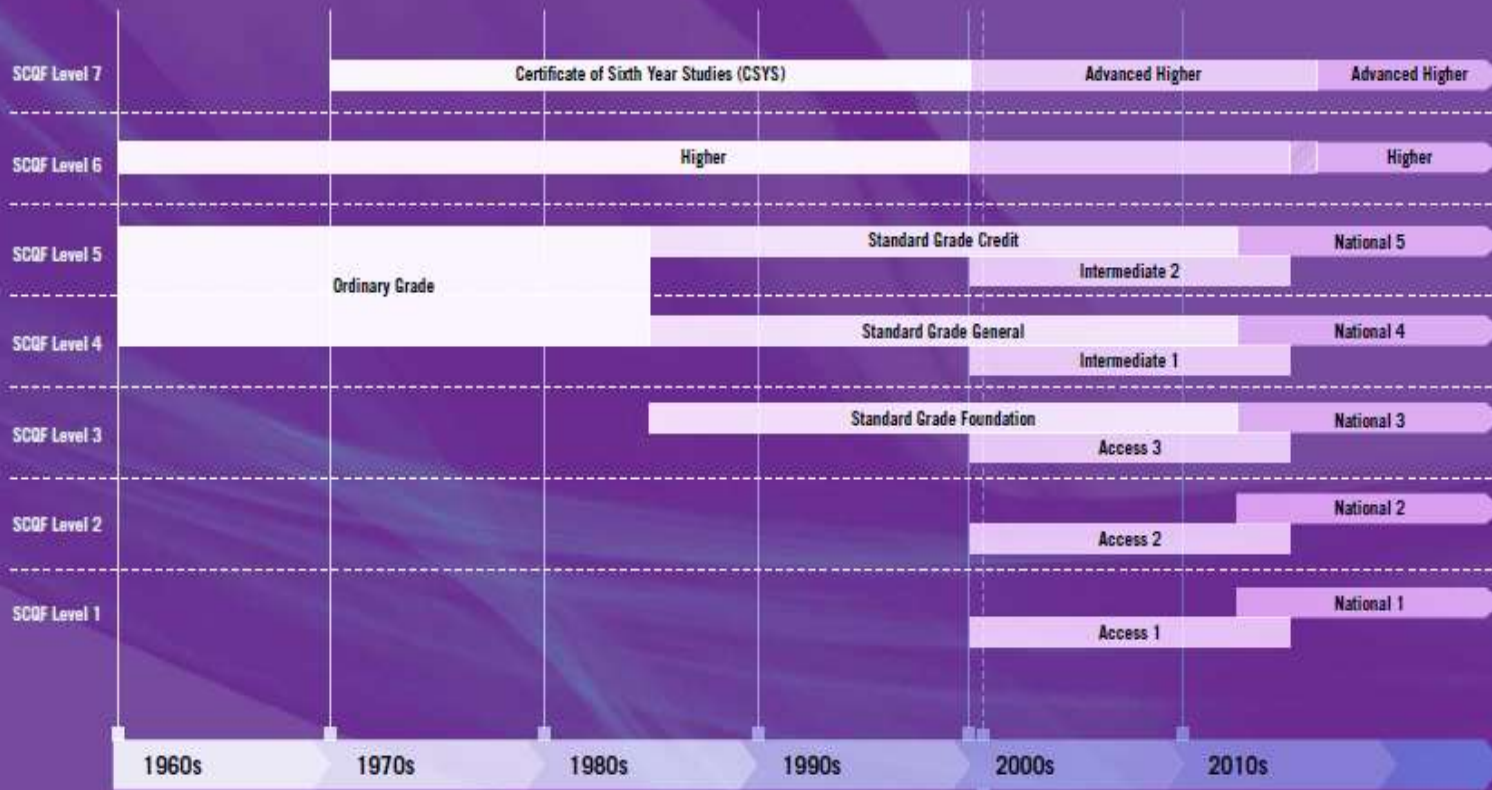 SCQF Level 7
Certificate of Sixth Year Studies (CSYS)
Advanced Higher
Advanced Higher
SCQF Level 6
Higher
Higher
SCQF Level 5
Standard Grade Credit
National 5
Intermediate 2
Ordinary Grade
SCQF Level 4
Standard Grade General
National 4
Intermediate 1
SCQF Level 3
Standard Grade Foundation
National 3
Access 3
SCQF Level 2
National 2
Access 2
SCQF Level 1
National 1
Access 1
1960s
1970s
1980s
1990s
2000s
2010s